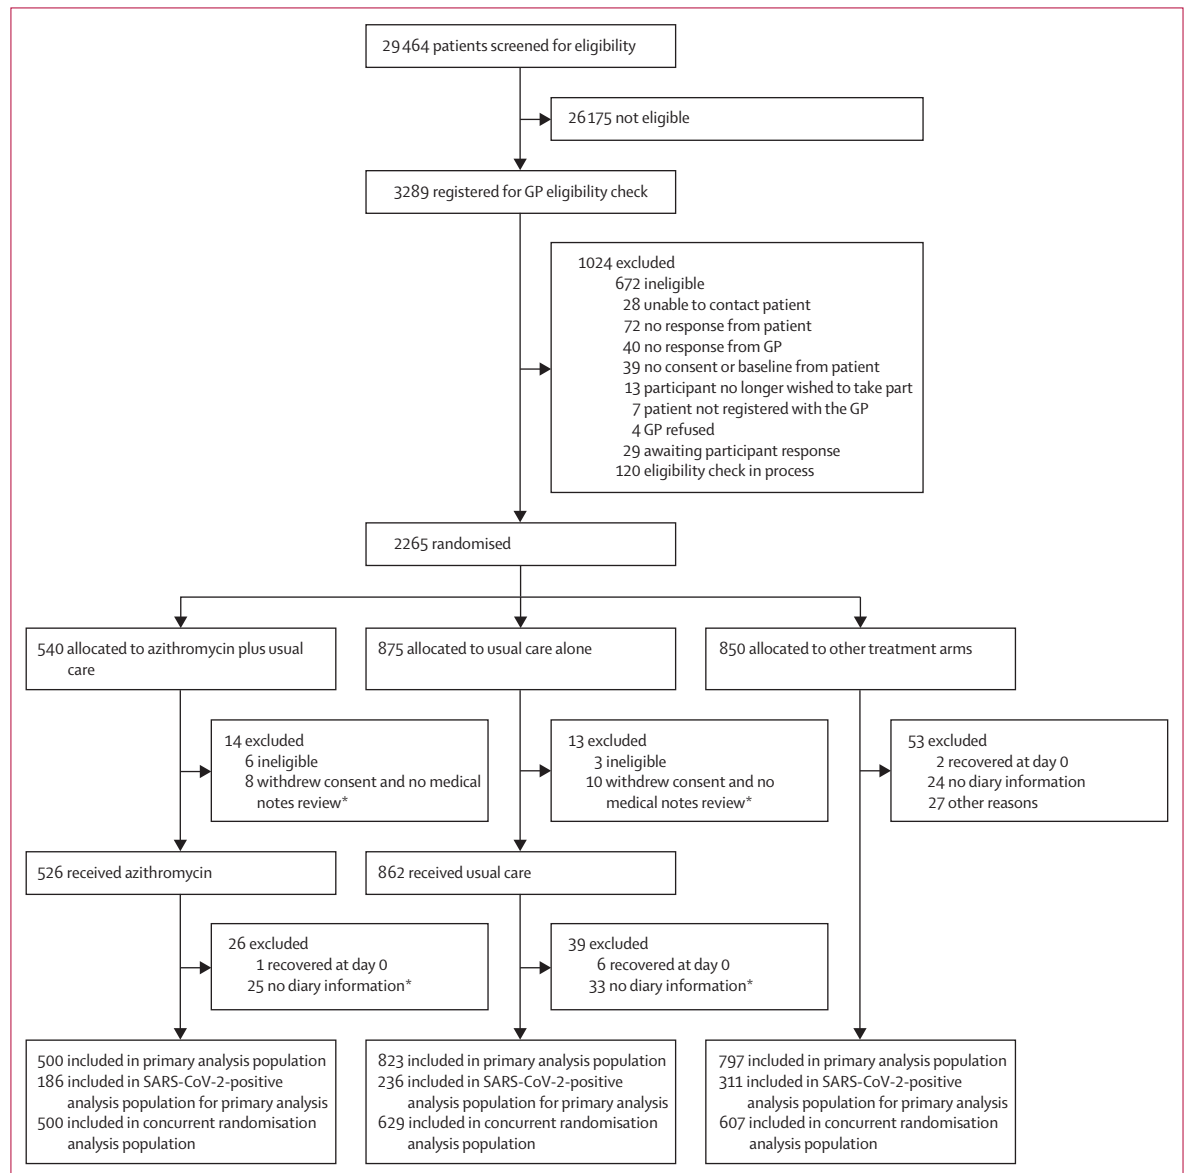 29 464 patients screened for eligibility
26 175 not eligible
3289 registered for GP eligibility check
1024 excluded
672 ineligible
28 unable to contact patient
72 no response from patient
40 no response from GP
39 no consent or baseline from patient
13 participant no longer wished to take part
7 patient not registered with the GP
4 GP refused
29 awaiting participant response
120 eligibility check in process
2265 randomised
540 allocated to azithromycin plus usual
care
875 allocated to usual care alone
850 allocated to other treatment arms
14 excluded
6 ineligible
8 withdrew consent and no medical
notes review*
13 excluded
3 ineligible
10 withdrew consent and no
medical notes review*
53 excluded
2 recovered at day 0
24 no diary information
27 other reasons
526 received azithromycin
862 received usual care
26 excluded
1 recovered at day 0
25 no diary information*
39 excluded
6 recovered at day 0
33 no diary information*
500 included in primary analysis population
186 included in SARS-CoV-2-positive
analysis population for primary analysis
500 included in concurrent randomisation
analysis population
823 included in primary analysis population
236 included in SARS-CoV-2-positive
analysis population for primary analysis
629 included in concurrent randomisation
analysis population
797 included in primary analysis population
311 included in SARS-CoV-2-positive
analysis population for primary analysis
607 included in concurrent randomisation
analysis population